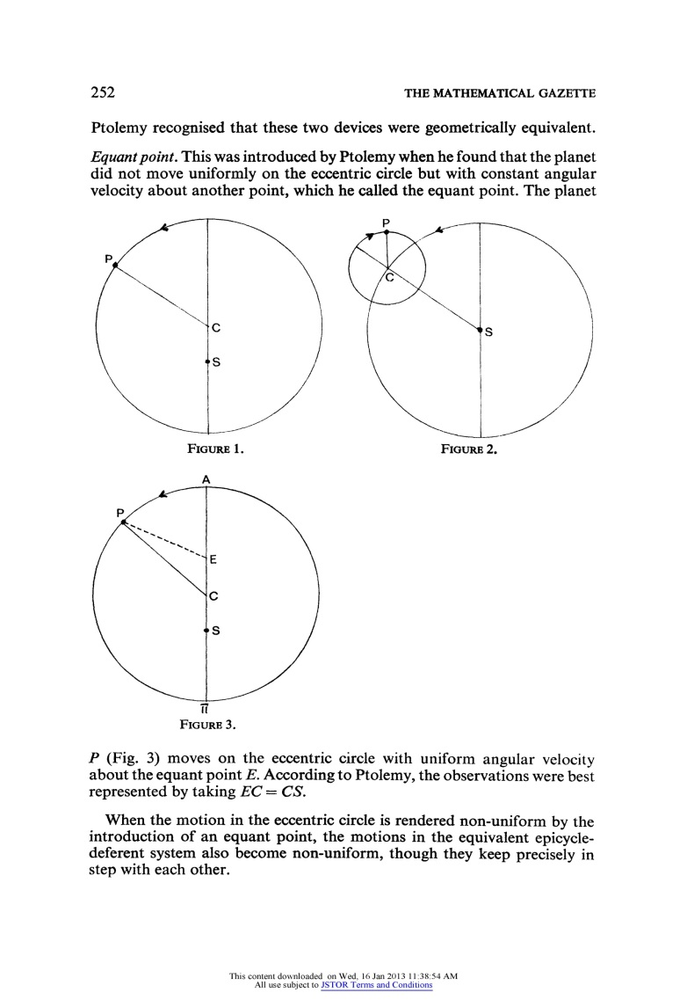 252
THE MATHEMATICAL GAZETTE
Ptolemy recognised that these two devices were geometrically equivalent.
Equant point. This was introduced by Ptolemy when he found that the planet
did not move uniformly on the eccentric circle but with constant angular
velocity about another point, which he called the equant point. The planet
P
C
S
FIGURE 1.
P
C
S
FIGURE 2.
A
P
E
C
S
π
FIGURE 3.
P (Fig. 3) moves on the eccentric circle with uniform angular velocity
about the equant point E. According to Ptolemy, the observations were best
represented by taking EC = CS.
When the motion in the eccentric circle is rendered non-uniform by the
introduction of an equant point, the motions in the equivalent epicycle-
deferent system also become non-uniform, though they keep precisely in
step with each other.
This content downloaded on Wed, 16 Jan 2013 11:38:54 AM
All use subject to JSTOR Terms and Conditions